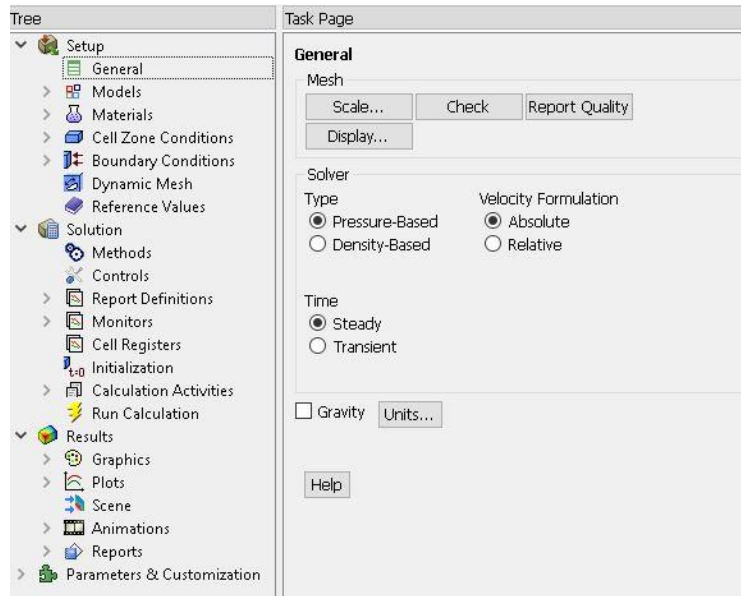 Tree
Setup
General
Models
Materials
Cell Zone Conditions
Boundary Conditions
Dynamic Mesh
Reference Values
Solution
Methods
Controls
Report Definitions
Monitors
Cell Registers
t=0 Initialization
Calculation Activities
Run Calculation
Results
Graphics
Plots
Scene
Animations
Reports
Parameters & Customization
Task Page
General
Mesh
Scale... Check Report Quality
Display...
Solver
Type Velocity Formulation
Pressure-Based Absolute
Density-Based Relative
Time
Steady
Transient
Gravity Units...
Help